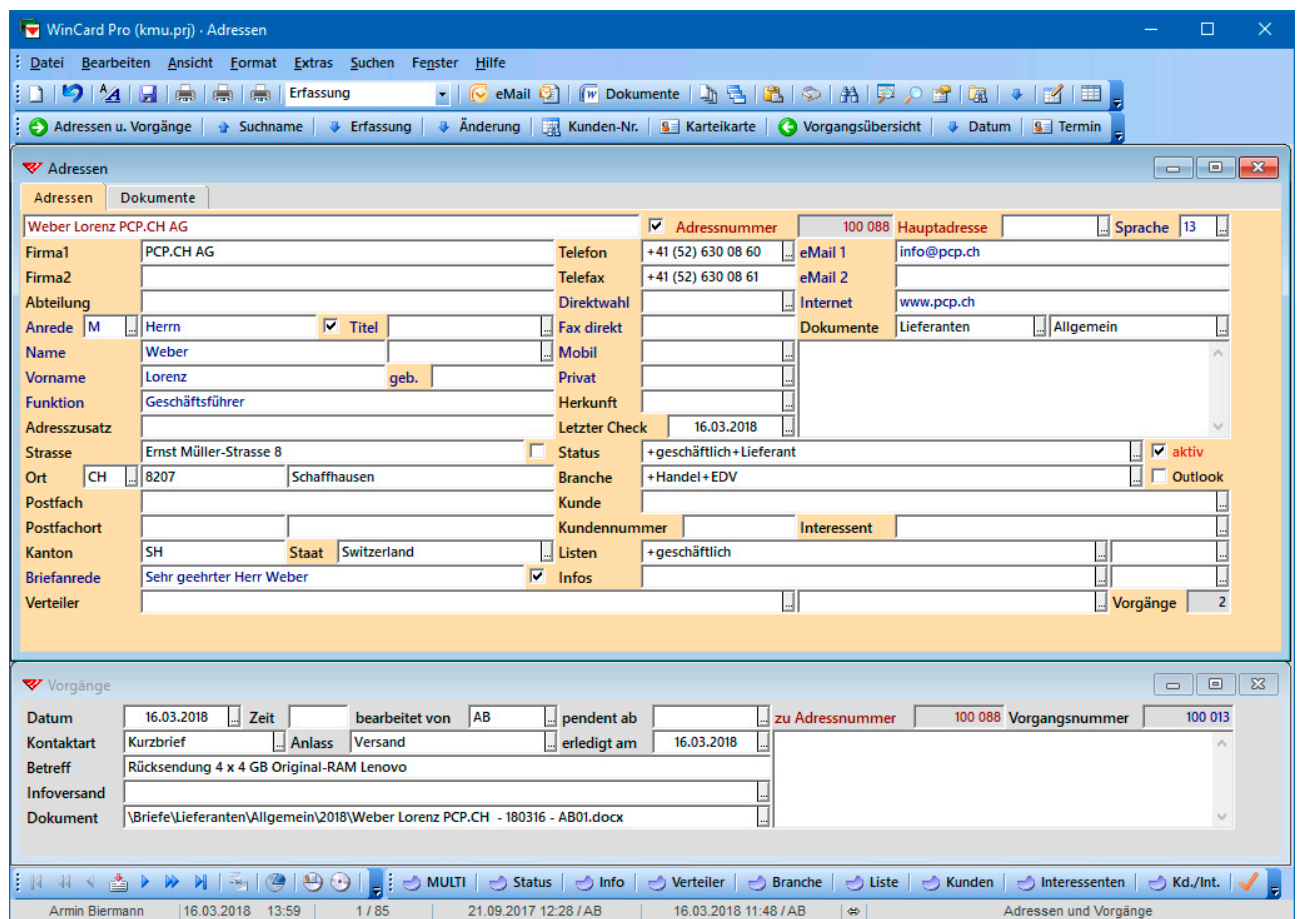 WinCard Pro (kmu.prj) - Adressen
Datei Bearbeiten Ansicht Format Extras Suchen Fenster Hilfe
Erfassung eMail Dokumente
Adressen u. Vorgänge Suchname Erfassung Änderung Kunden-Nr. Karteikarte Vorgangsübersicht Datum Termin
Adressen
Adressen Dokumente
Weber Lorenz PCP.CH AG Adressnummer 100 088 Hauptadresse ... Sprache 13 ...
Firma1 PCP.CH AG Telefon +41 (52) 630 08 60 ... eMail 1 info@pcp.ch
Firma2 Telefax +41 (52) 630 08 61 eMail 2
Abteilung Direktwahl ... Internet www.pcp.ch
Anrede M ... Herrn Titel ... Fax direkt Dokumente Lieferanten ... Allgemein ...
Name Weber ... Mobil ...
Vorname Lorenz geb. Privat ...
Funktion Geschäftsführer Herkunft ...
Adresszusatz Letzter Check 16.03.2018 ...
Strasse Ernst Müller-Strasse 8 Status +geschäftlich+Lieferant ... aktiv
Ort CH ... 8207 Schaffhausen Branche +Handel+EDV ... Outlook
Postfach Kunde ...
Postfachort Kundennummer Interessent ...
Kanton SH Staat Switzerland ... Listen +geschäftlich ... ...
Briefanrede Sehr geehrter Herr Weber Infos ... ...
Verteiler ... ... Vorgänge 2
Vorgänge
Datum 16.03.2018 ... Zeit bearbeitet von AB ... pendent ab ... zu Adressnummer 100 088 Vorgangsnummer 100 013
Kontaktart Kurzbrief ... Anlass Versand ... erledigt am 16.03.2018 ...
Betreff Rücksendung 4 x 4 GB Original-RAM Lenovo
Infoversand ...
Dokument \Briefe\Lieferanten\Allgemein\2018\Weber Lorenz PCP.CH - 180316 - AB01.docx ...
MULTI Status Info Verteiler Branche Liste Kunden Interessenten Kd./Int.
Armin Biermann 16.03.2018 13:59 1 / 85 21.09.2017 12:28 / AB 16.03.2018 11:48 / AB Adressen und Vorgänge